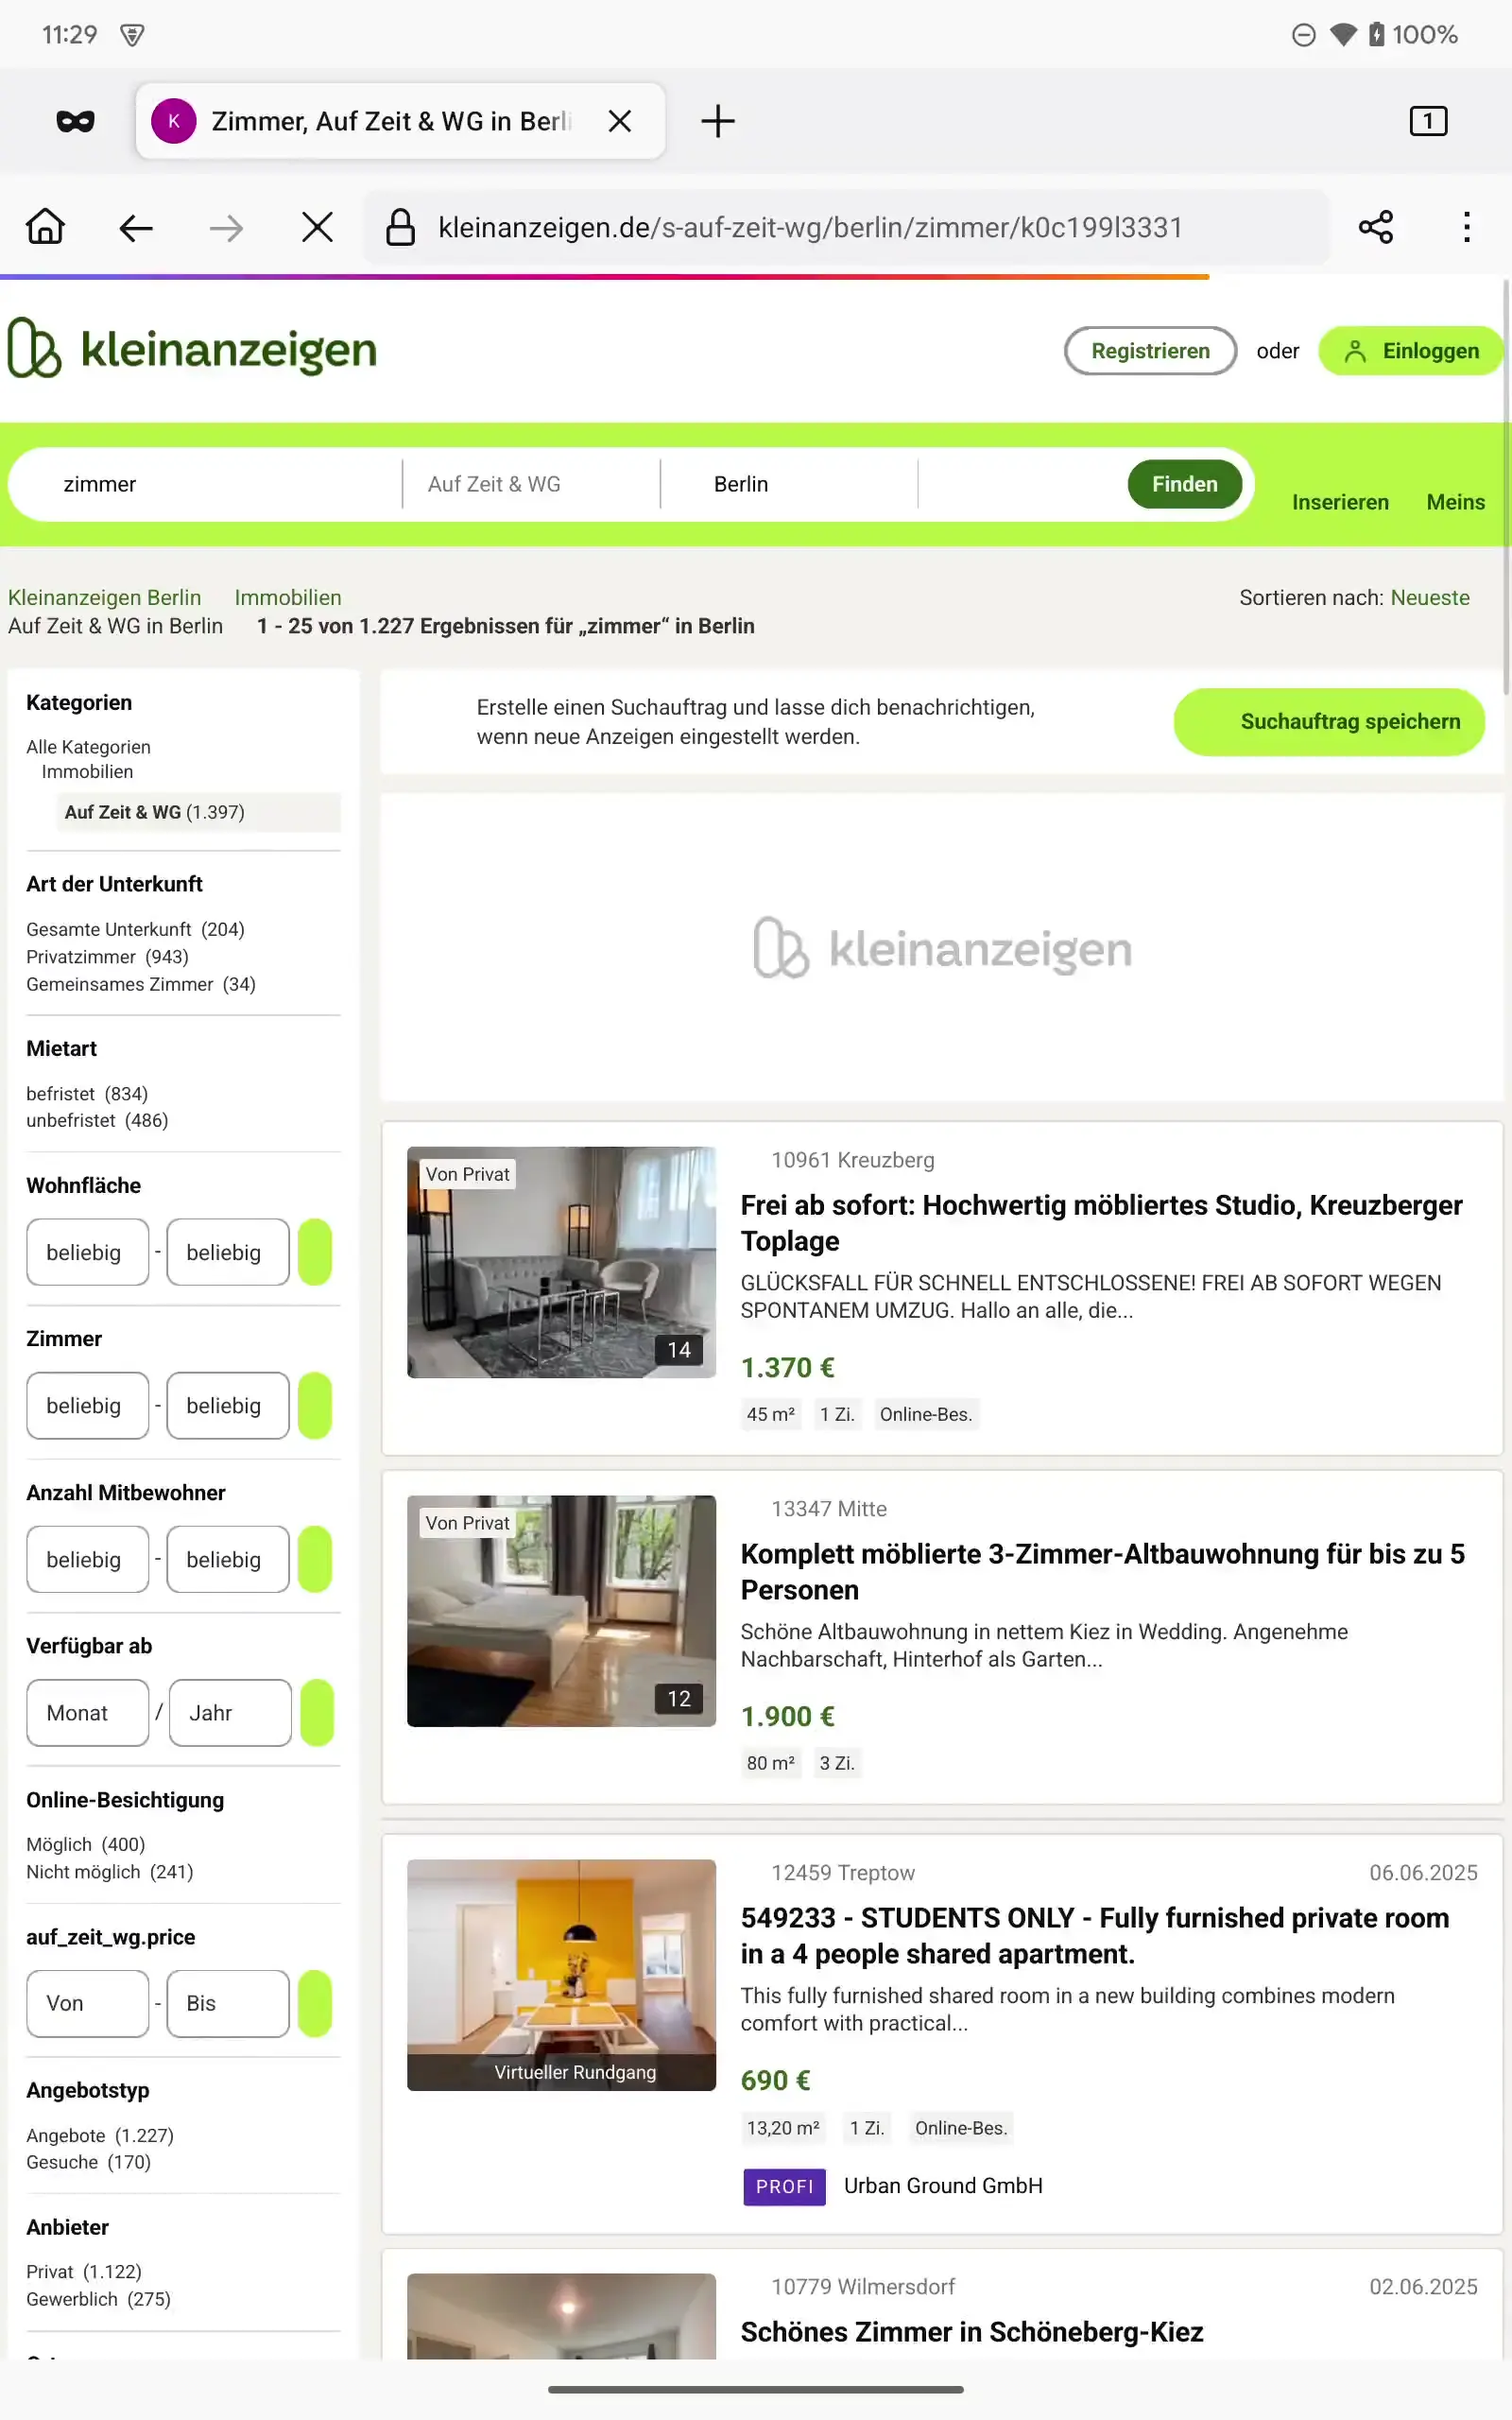 11:29
100%
K
Zimmer, Auf Zeit & WG in Berli
1
kleinanzeigen.de/s-auf-zeit-wg/berlin/zimmer/k0c199l3331
kleinanzeigen
Registrieren oder Einloggen
zimmer
Auf Zeit & WG
Berlin
Finden
Inserieren
Meins
Kleinanzeigen Berlin Immobilien
Auf Zeit & WG in Berlin 1 - 25 von 1.227 Ergebnissen für „zimmer“ in Berlin
Sortieren nach: Neueste
Kategorien
Alle Kategorien
Immobilien
Auf Zeit & WG (1.397)
Art der Unterkunft
Gesamte Unterkunft (204)
Privatzimmer (943)
Gemeinsames Zimmer (34)
Mietart
befristet (834)
unbefristet (486)
Wohnfläche
beliebig - beliebig
Zimmer
beliebig - beliebig
Anzahl Mitbewohner
beliebig - beliebig
Verfügbar ab
Monat / Jahr
Online-Besichtigung
Möglich (400)
Nicht möglich (241)
auf_zeit_wg.price
Von - Bis
Angebotstyp
Angebote (1.227)
Gesuche (170)
Anbieter
Privat (1.122)
Gewerblich (275)
Erstelle einen Suchauftrag und lasse dich benachrichtigen,
wenn neue Anzeigen eingestellt werden.
Suchauftrag speichern
kleinanzeigen
Von Privat
14
10961 Kreuzberg
Frei ab sofort: Hochwertig möbliertes Studio, Kreuzberger
Toplage
GLÜCKSFALL FÜR SCHNELL ENTSCHLOSSENE! FREI AB SOFORT WEGEN
SPONTANEM UMZUG. Hallo an alle, die...
1.370 €
45 m² 1 Zi. Online-Bes.
Von Privat
12
13347 Mitte
Komplett möblierte 3-Zimmer-Altbauwohnung für bis zu 5
Personen
Schöne Altbauwohnung in nettem Kiez in Wedding. Angenehme
Nachbarschaft, Hinterhof als Garten...
1.900 €
80 m² 3 Zi.
Virtueller Rundgang
12459 Treptow
06.06.2025
549233 - STUDENTS ONLY - Fully furnished private room
in a 4 people shared apartment.
This fully furnished shared room in a new building combines modern
comfort with practical...
690 €
13,20 m² 1 Zi. Online-Bes.
PROFI Urban Ground GmbH
10779 Wilmersdorf
02.06.2025
Schönes Zimmer in Schöneberg-Kiez